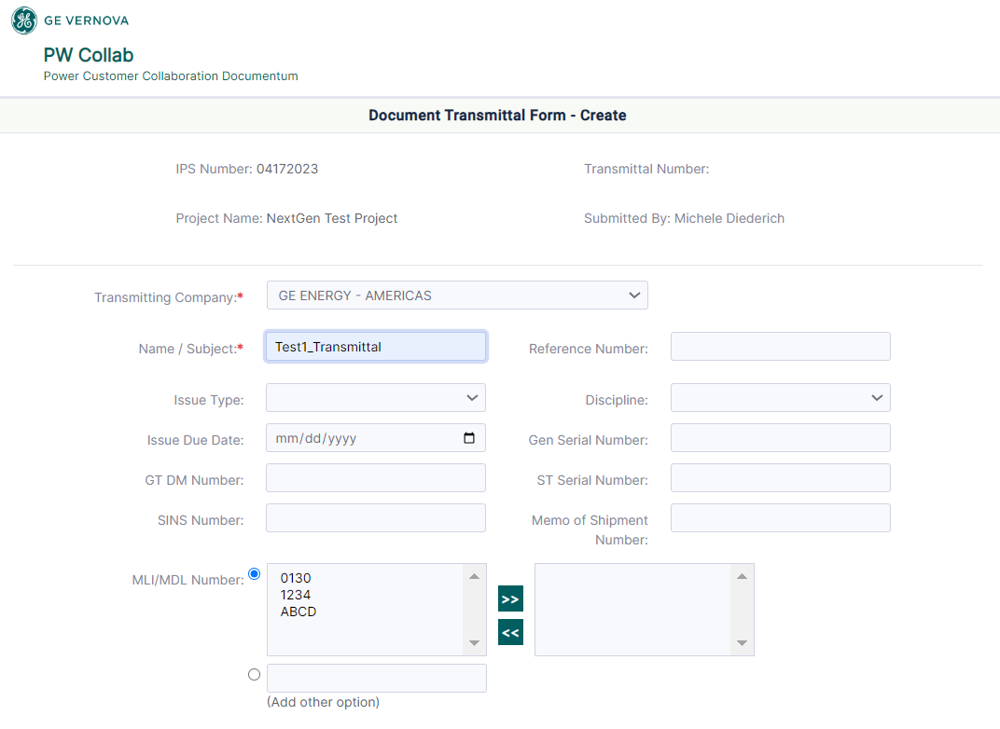 GE VERNOVA
PW Collab
Power Customer Collaboration Documentum
Document Transmittal Form - Create
IPS Number: 04172023
Transmittal Number:
Project Name: NextGen Test Project
Submitted By: Michele Diederich
Transmitting Company:*
GE ENERGY - AMERICAS
Name / Subject:*
Test1_Transmittal
Reference Number:
Issue Type:
Discipline:
Issue Due Date:
mm/dd/yyyy
Gen Serial Number:
GT DM Number:
ST Serial Number:
SINS Number:
Memo of Shipment
Number:
MLI/MDL Number:
0130
1234
ABCD
>>
<<
(Add other option)